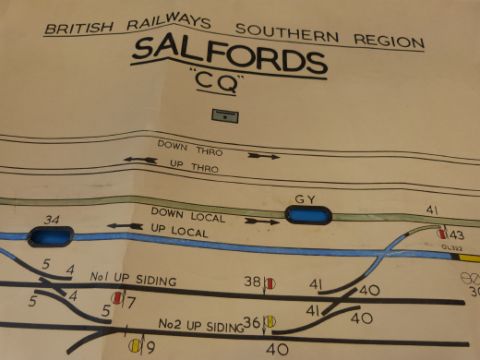 BRITISH RAILWAYS SOUTHERN REGION
SALFORDS
"CQ"
DOWN THRO
UP THRO
GY
41
34
DOWN LOCAL
43
UP LOCAL
5 4
No1 UP SIDING
38
41
40
5 4
7
41
40
No2 UP SIDING
36
40
9